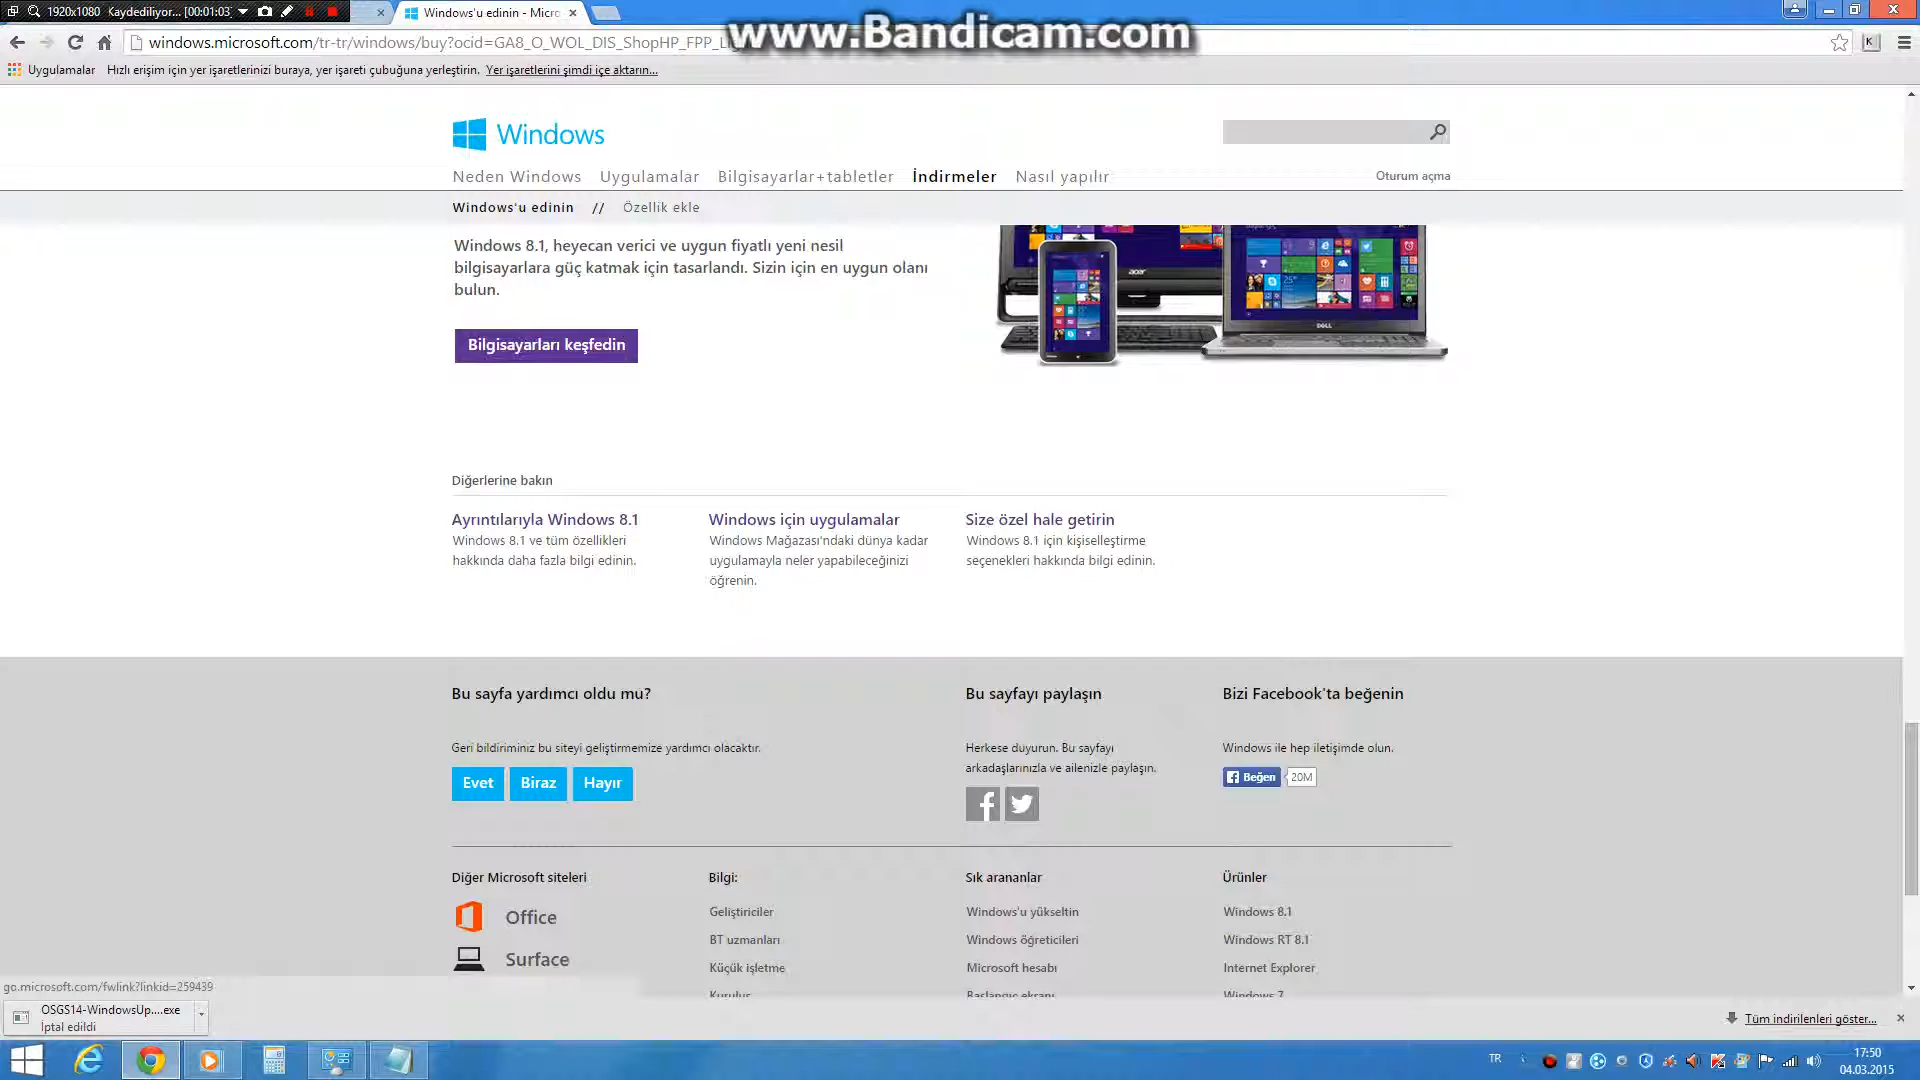 1920x1080 Kaydediliyor... [00:01:03]
Windows'u edinin - Micro
www.Bandicam.com
windows.microsoft.com/tr-tr/windows/buy?ocid=GA8_O_WOL_DIS_ShopHP_FPP_Li
Uygulamalar Hızlı erişim için yer işaretlerinizi buraya, yer işareti çubuğuna yerleştirin. Yer işaretlerini şimdi içe aktarın...
Windows
Neden Windows Uygulamalar Bilgisayarlar+tabletler İndirmeler Nasıl yapılır Oturum açma
Windows'u edinin // Özellik ekle
Windows 8.1, heyecan verici ve uygun fiyatlı yeni nesil
bilgisayarlara güç katmak için tasarlandı. Sizin için en uygun olanı
bulun.
acer
DELL
Bilgisayarları keşfedin
Diğerlerine bakın
Ayrıntılarıyla Windows 8.1
Windows 8.1 ve tüm özellikleri
hakkında daha fazla bilgi edinin.
Windows için uygulamalar
Windows Mağazası'ndaki dünya kadar
uygulamayla neler yapabileceğinizi
öğrenin.
Size özel hale getirin
Windows 8.1 için kişiselleştirme
seçenekleri hakkında bilgi edinin.
Bu sayfa yardımcı oldu mu?
Geri bildiriminiz bu siteyi geliştirmemize yardımcı olacaktır.
Evet Biraz Hayır
Bu sayfayı paylaşın
Herkese duyurun. Bu sayfayı
arkadaşlarınızla ve ailenizle paylaşın.
Bizi Facebook'ta beğenin
Windows ile hep iletişimde olun.
Beğen 20M
Diğer Microsoft siteleri
Office
Surface
Bilgi:
Geliştiriciler
BT uzmanları
Küçük işletme
Kuruluş
Sık arananlar
Windows'u yükseltin
Windows öğreticileri
Microsoft hesabı
Başlangıç ekranı
Ürünler
Windows 8.1
Windows RT 8.1
Internet Explorer
Windows 7
go.microsoft.com/fwlink?linkid=259439
OSGS14-WindowsUp....exe
İptal edildi
Tüm indirilenleri göster...
TR
17:50
04.03.2015